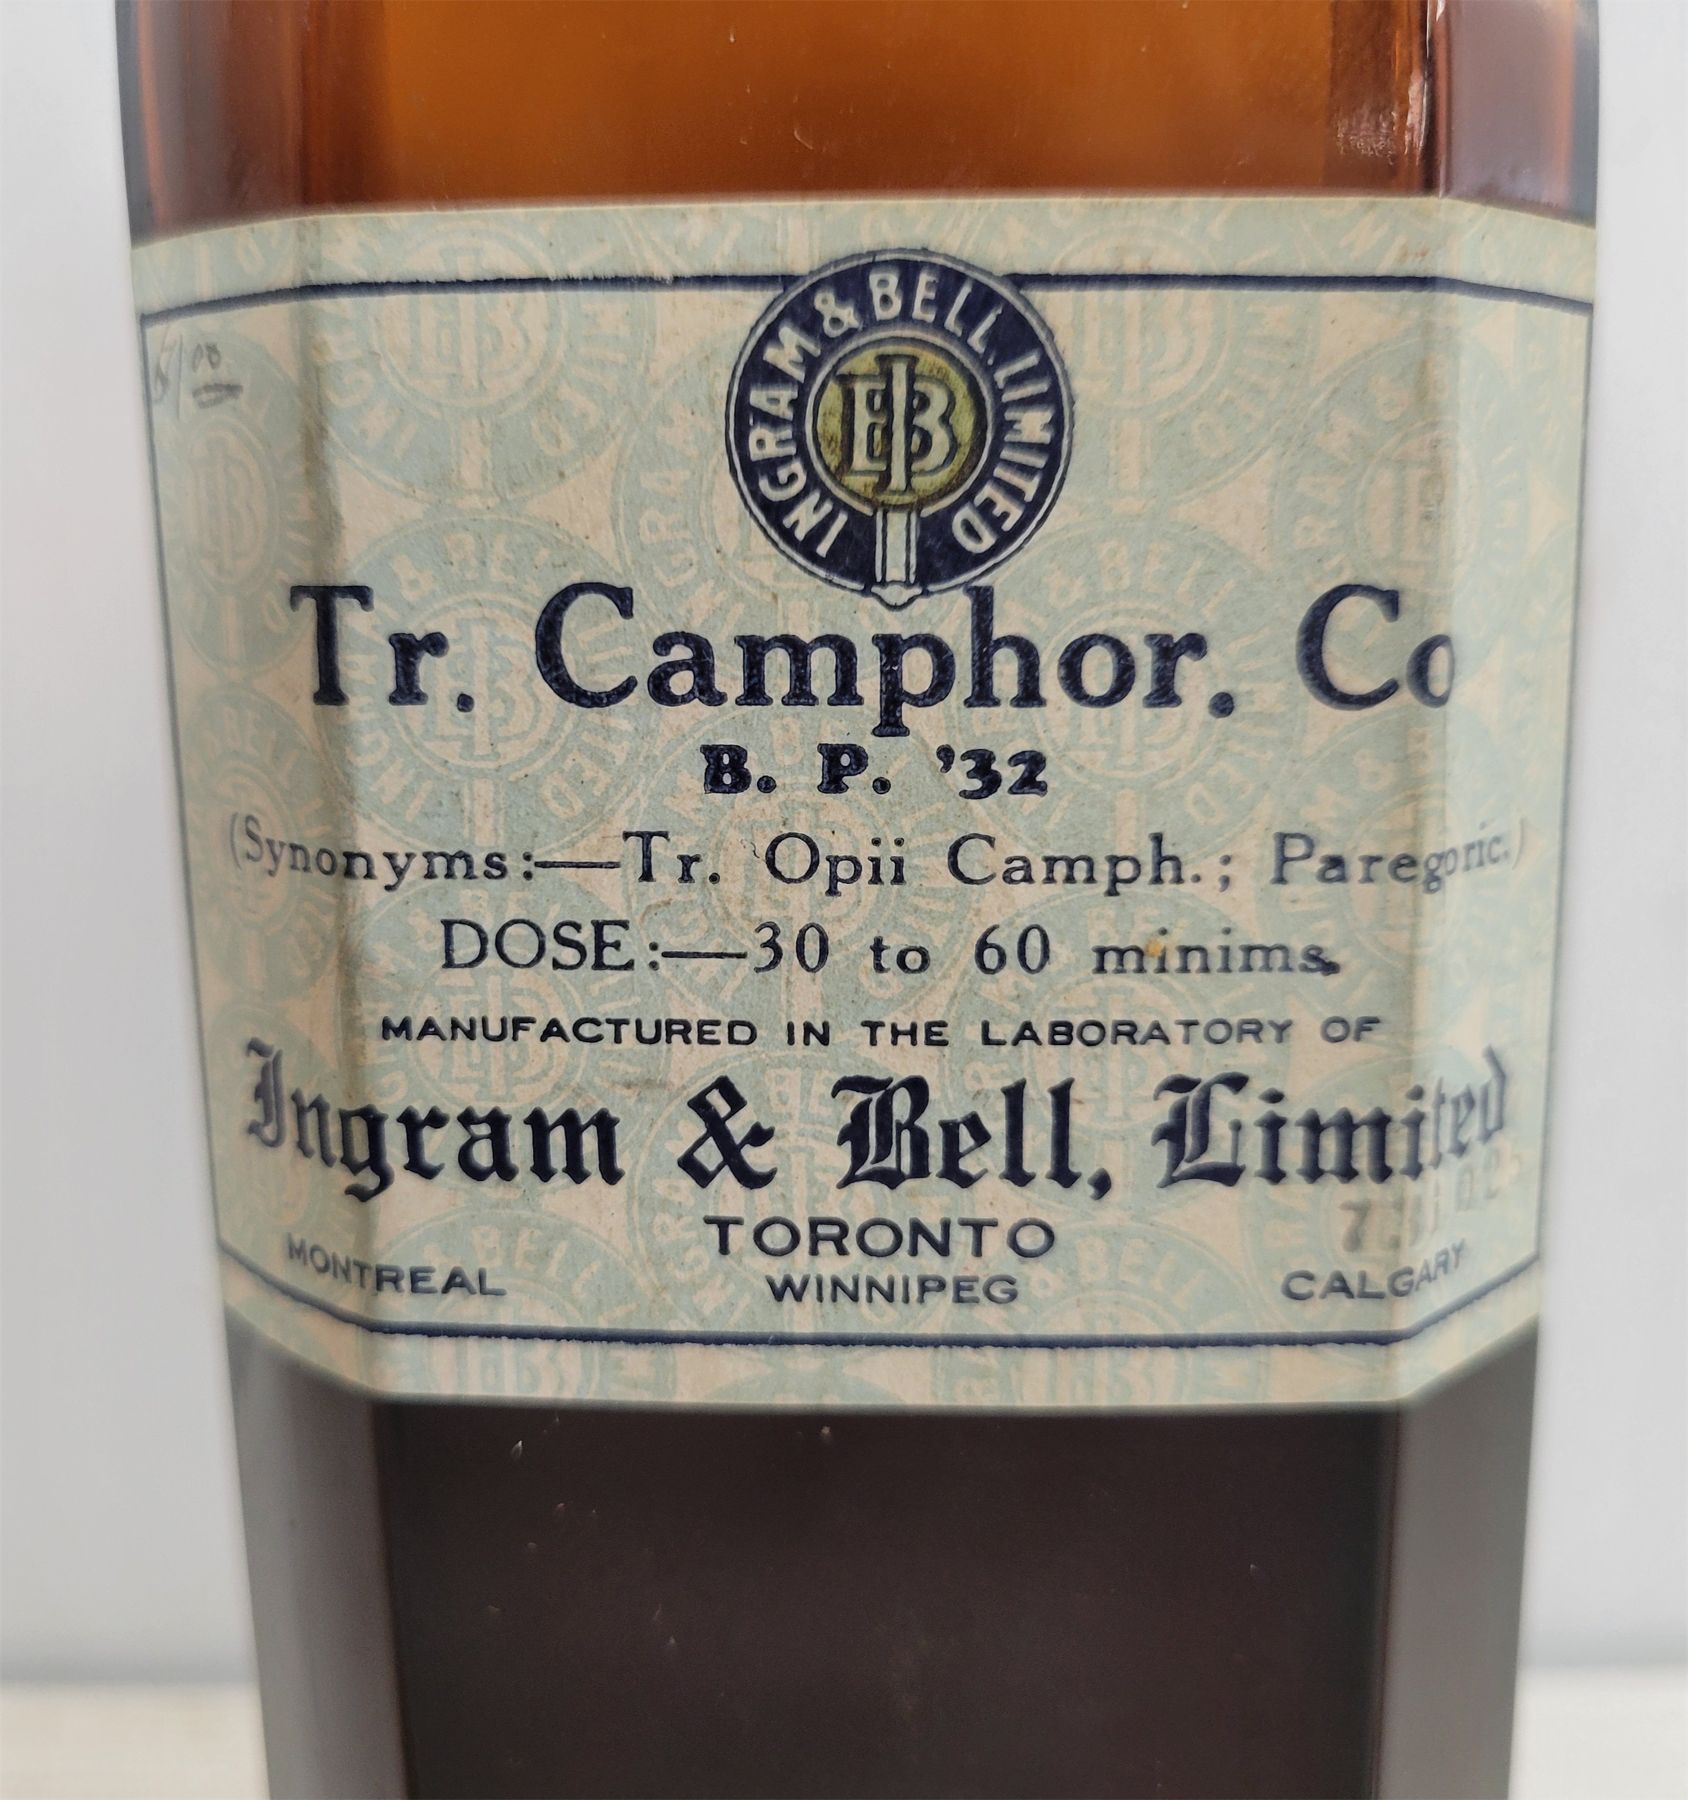 INGRAM & BELL, LIMITED
Tr. Camphor. Co
B. P. '32
(Synonyms:—Tr. Opii Camph.; Paregoric.)
DOSE:—30 to 60 minims.
MANUFACTURED IN THE LABORATORY OF
Ingram & Bell, Limited
TORONTO
MONTREAL WINNIPEG CALGARY